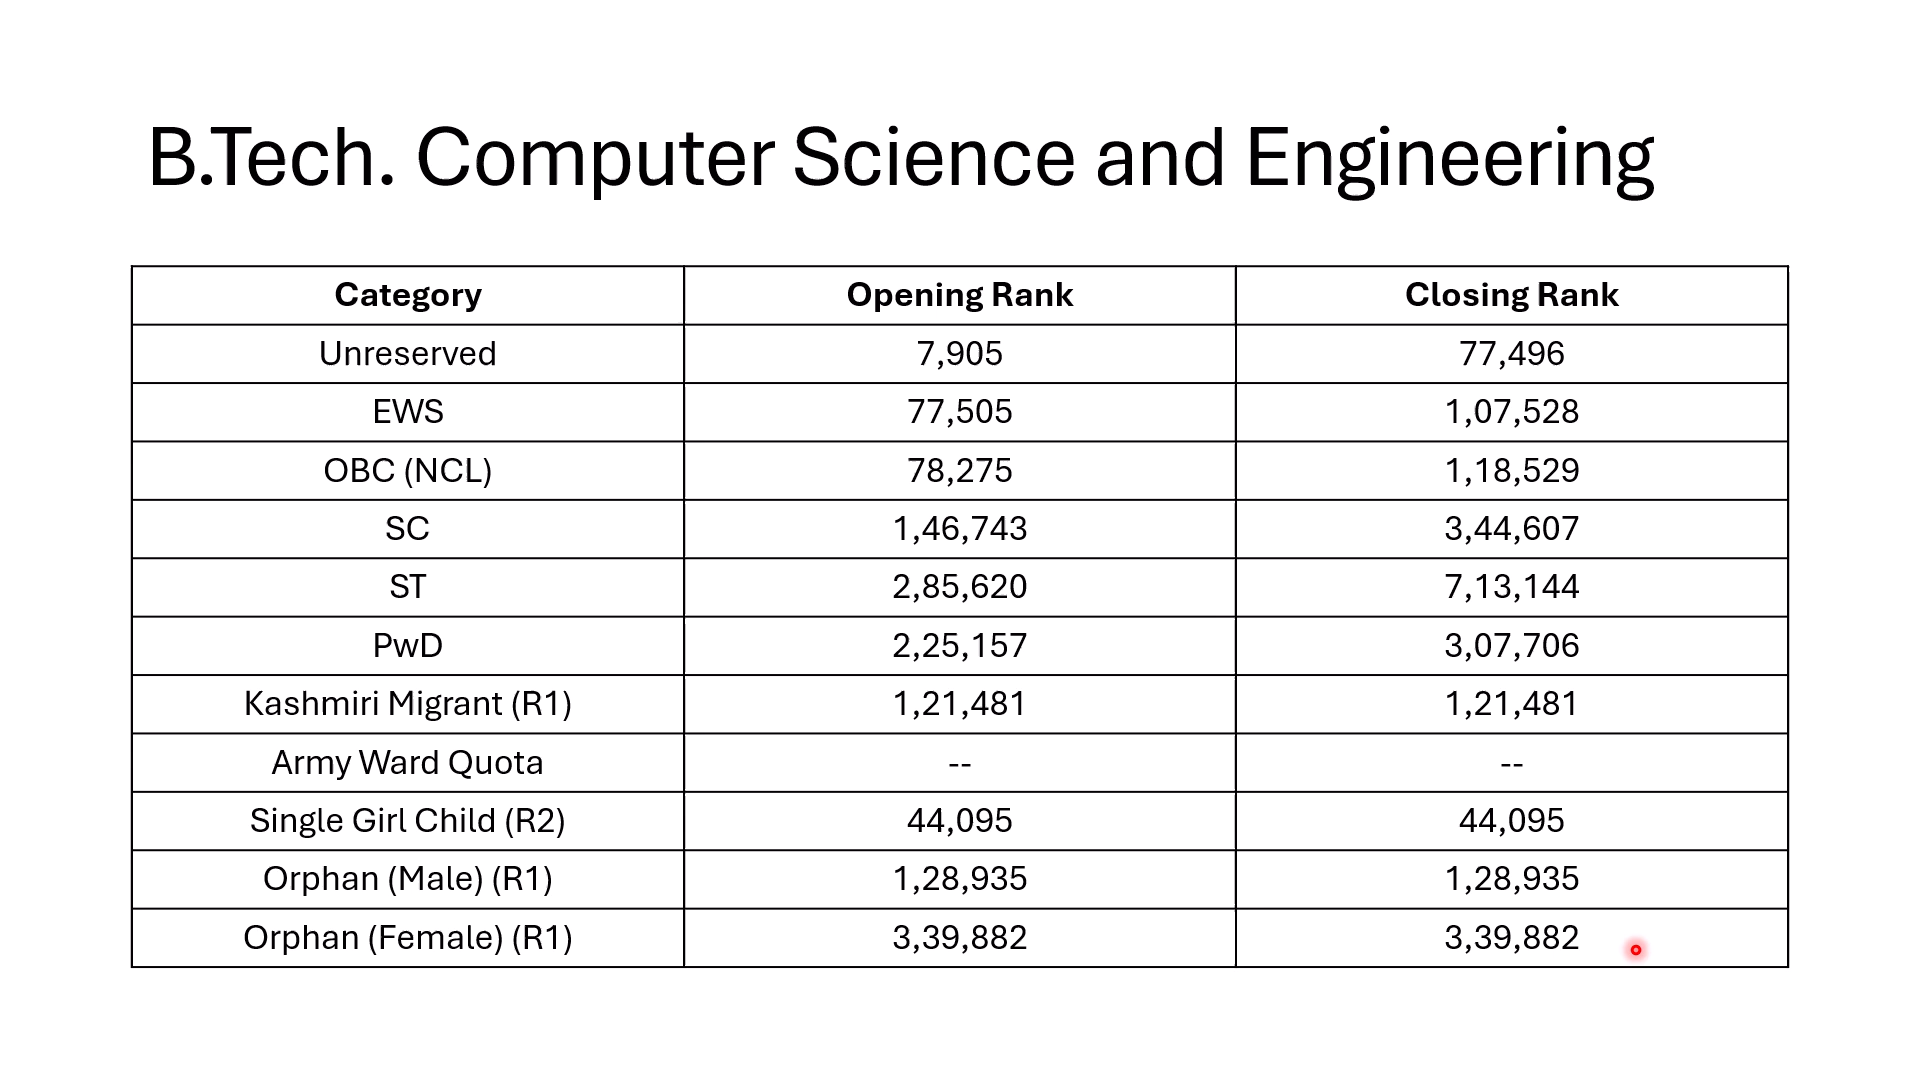 B.Tech. Computer Science and Engineering
Category Opening Rank Closing Rank
Unreserved 7,905 77,496
EWS 77,505 1,07,528
OBC (NCL) 78,275 1,18,529
SC 1,46,743 3,44,607
ST 2,85,620 7,13,144
PwD 2,25,157 3,07,706
Kashmiri Migrant (R1) 1,21,481 1,21,481
Army Ward Quota -- --
Single Girl Child (R2) 44,095 44,095
Orphan (Male) (R1) 1,28,935 1,28,935
Orphan (Female) (R1) 3,39,882 3,39,882